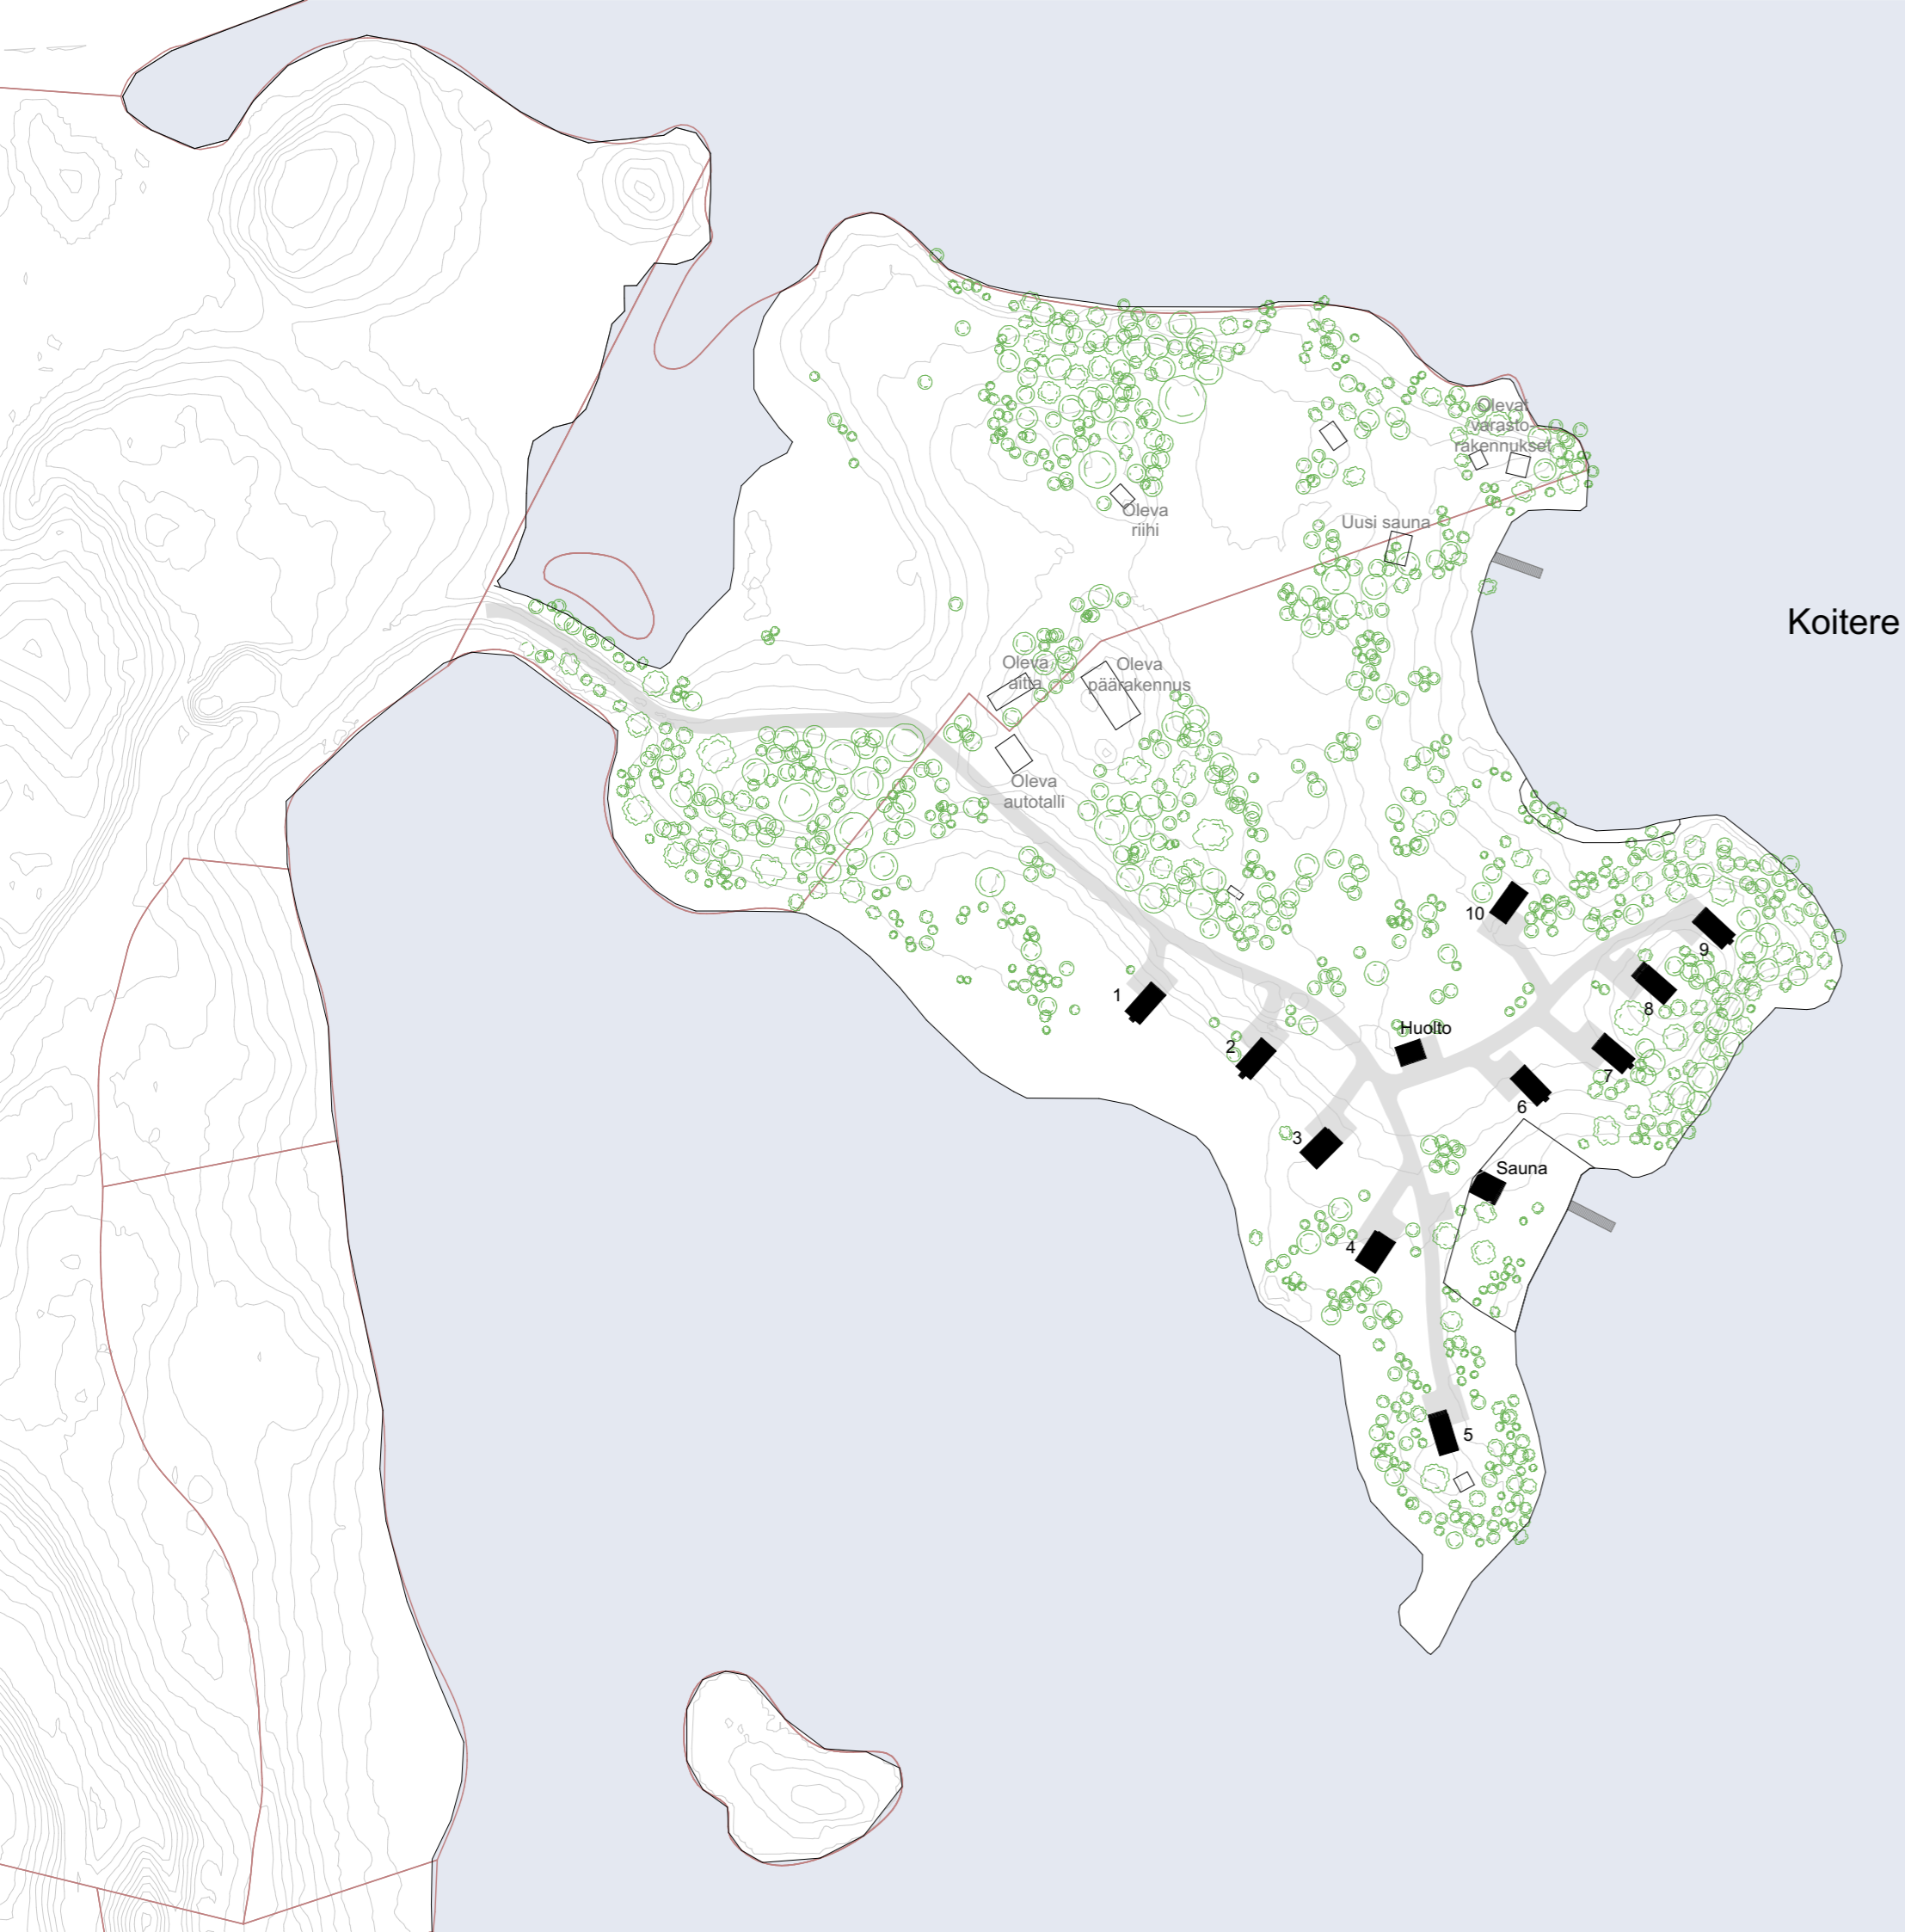 Olevat
varasto-
rakennukset
Oleva
riihi
Uusi sauna
Koitere
Oleva
aitta
Oleva
päärakennus
Oleva
autotalli
10
9
1
8
Huolto
2
7
6
3
Sauna
4
5